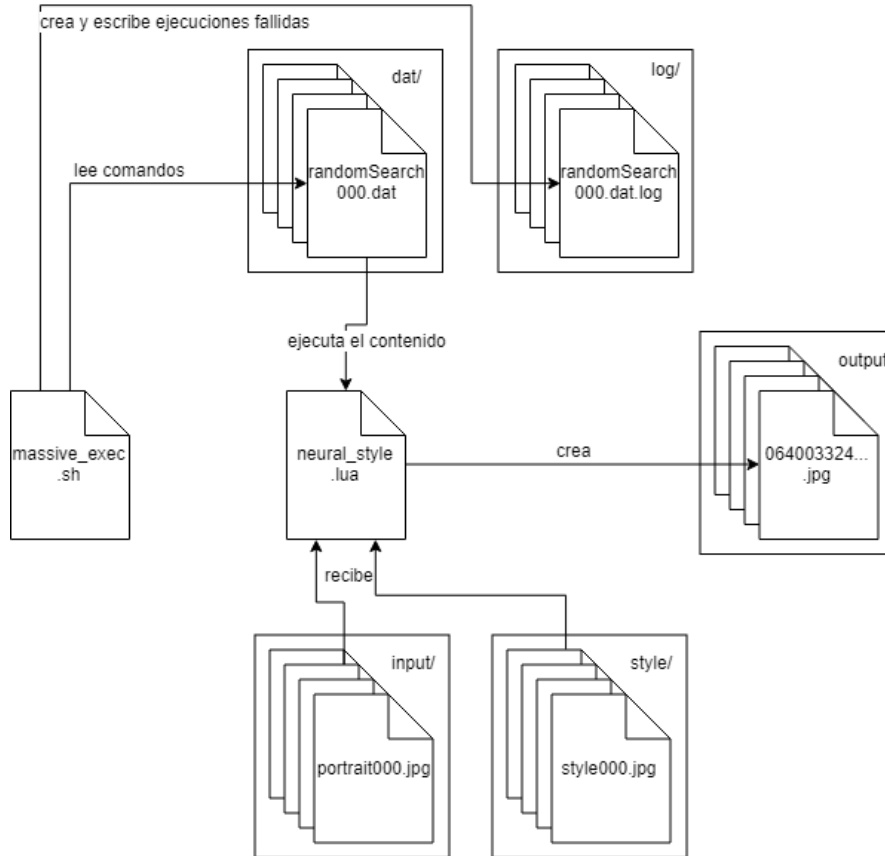 crea y escribe ejecuciones fallidas
dat/
log/
lee comandos
randomSearch
000.dat
randomSearch
000.dat.log
ejecuta el contenido
output
massive_exec
.sh
neural_style
.lua
crea
064003324...
.jpg
recibe
input/
style/
portrait000.jpg
style000.jpg